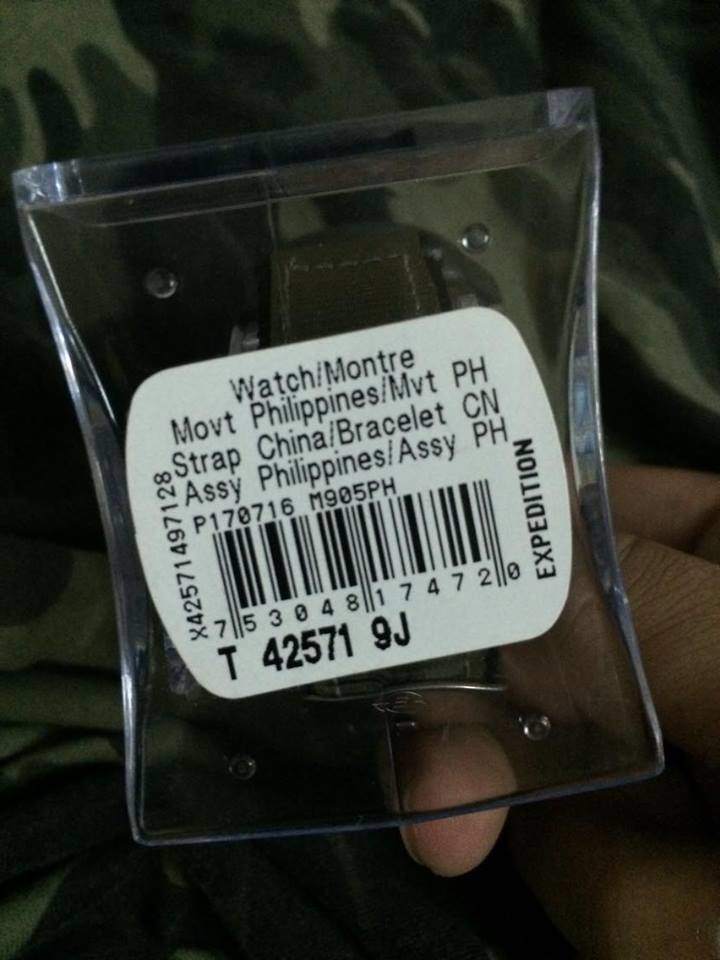 Watch/Montre
Movt Philippines/Mvt PH
Strap China/Bracelet CN
Assy Philippines/Assy PH
P170716 M905PH
X42571497128
EXPEDITION
7 53048 17472 0
T 42571 9J